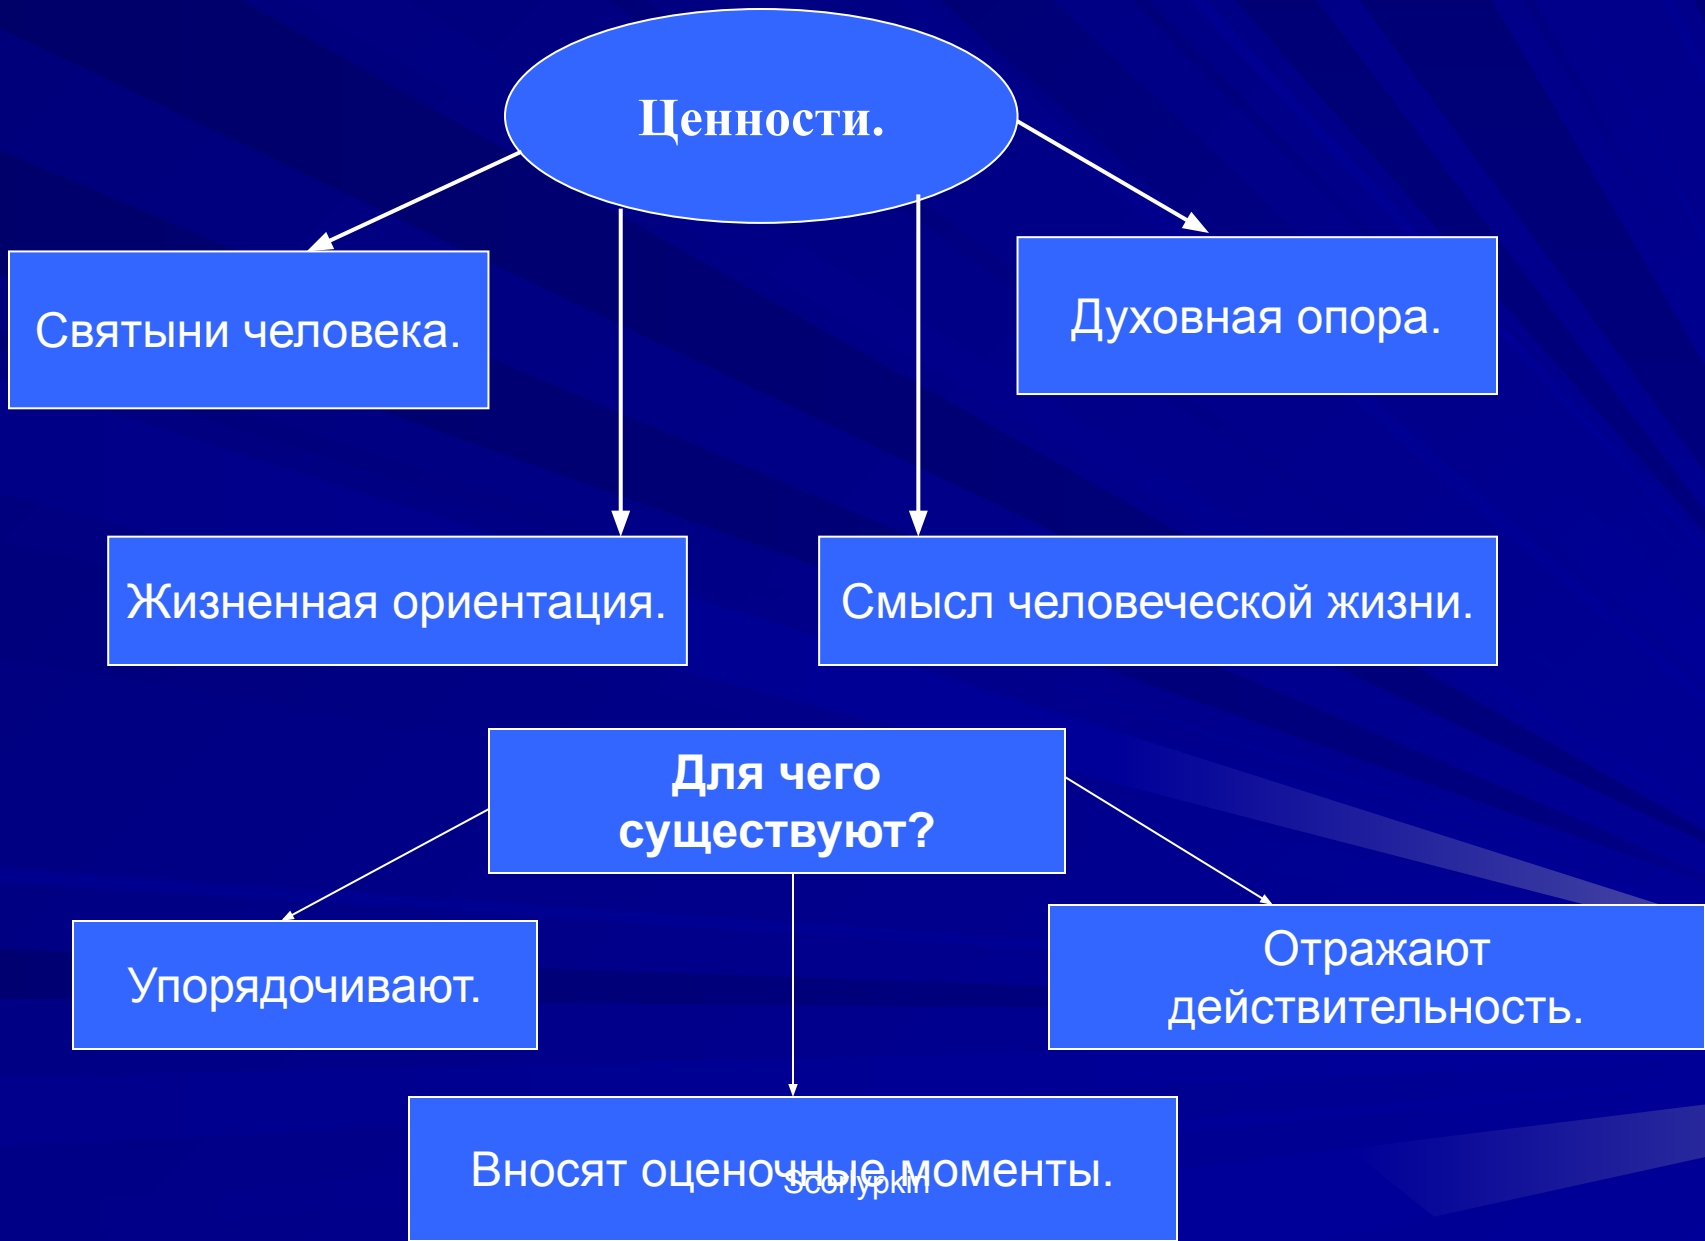 Ценности.
Святыни человека.
Духовная опора.
Жизненная ориентация.
Смысл человеческой жизни.
Для чего
существуют?
Упорядочивают.
Отражают
действительность.
Вносят оценочные моменты.